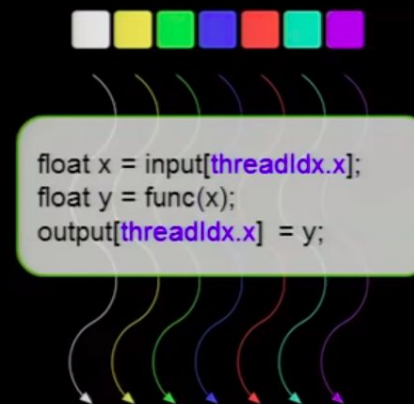 float x = input[threadIdx.x];
float y = func(x);
output[threadIdx.x] = y;